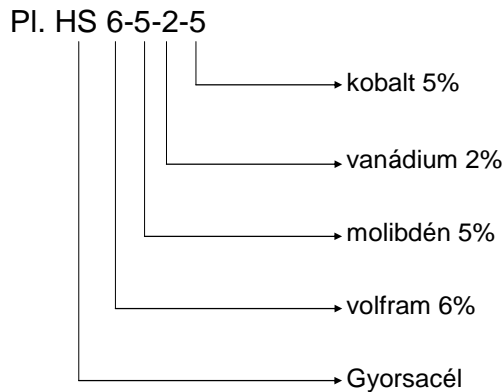 Pl. HS 6-5-2-5
kobalt 5%
vanádium 2%
molibdén 5%
volfram 6%
Gyorsacél